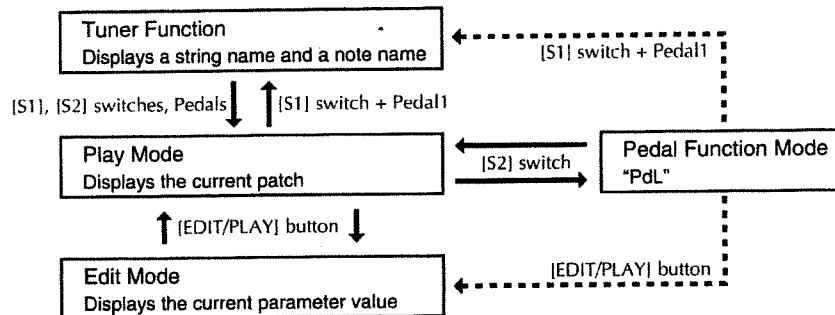 Tuner Function
Displays a string name and a note name
[S1] switch + Pedal1
[S1], [S2] switches, Pedals
[S1] switch + Pedal1
Play Mode
Displays the current patch
[S2] switch
Pedal Function Mode
"PdL"
[EDIT/PLAY] button
Edit Mode
Displays the current parameter value
[EDIT/PLAY] button